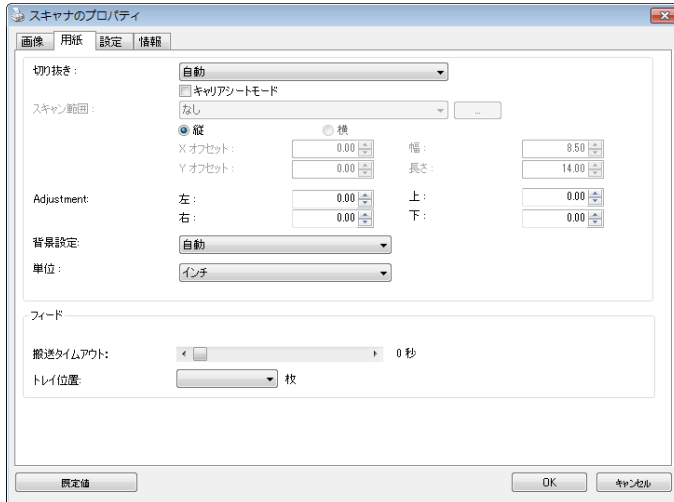 スキャナのプロパティ
画像 用紙 設定 情報
切り抜き： 自動
キャリアシートモード
スキャン範囲： なし ...
縦 横
X オフセット： 0.00 幅： 8.50
Y オフセット： 0.00 長さ： 14.00
Adjustment: 左： 0.00 上： 0.00
右： 0.00 下： 0.00
背景設定: 自動
単位： インチ
フィード
搬送タイムアウト: 0 秒
トレイ位置: 枚
既定値 OK キャンセル